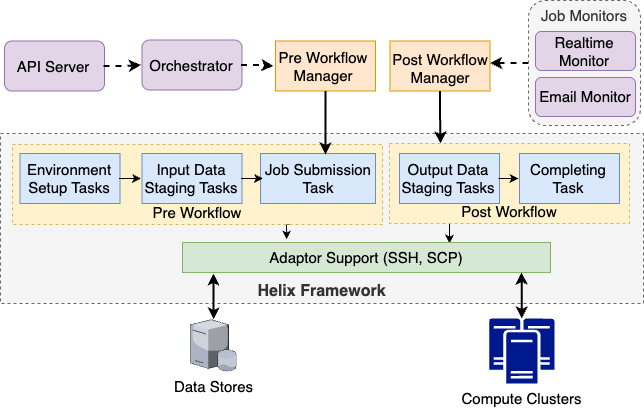 Job Monitors
Realtime
Monitor
Email Monitor
API Server
Orchestrator
Pre Workflow
Manager
Post Workflow
Manager
Environment
Setup Tasks
Input Data
Staging Tasks
Job Submission
Task
Pre Workflow
Output Data
Staging Tasks
Completing
Task
Post Workflow
Adaptor Support (SSH, SCP)
Helix Framework
Data Stores
Compute Clusters